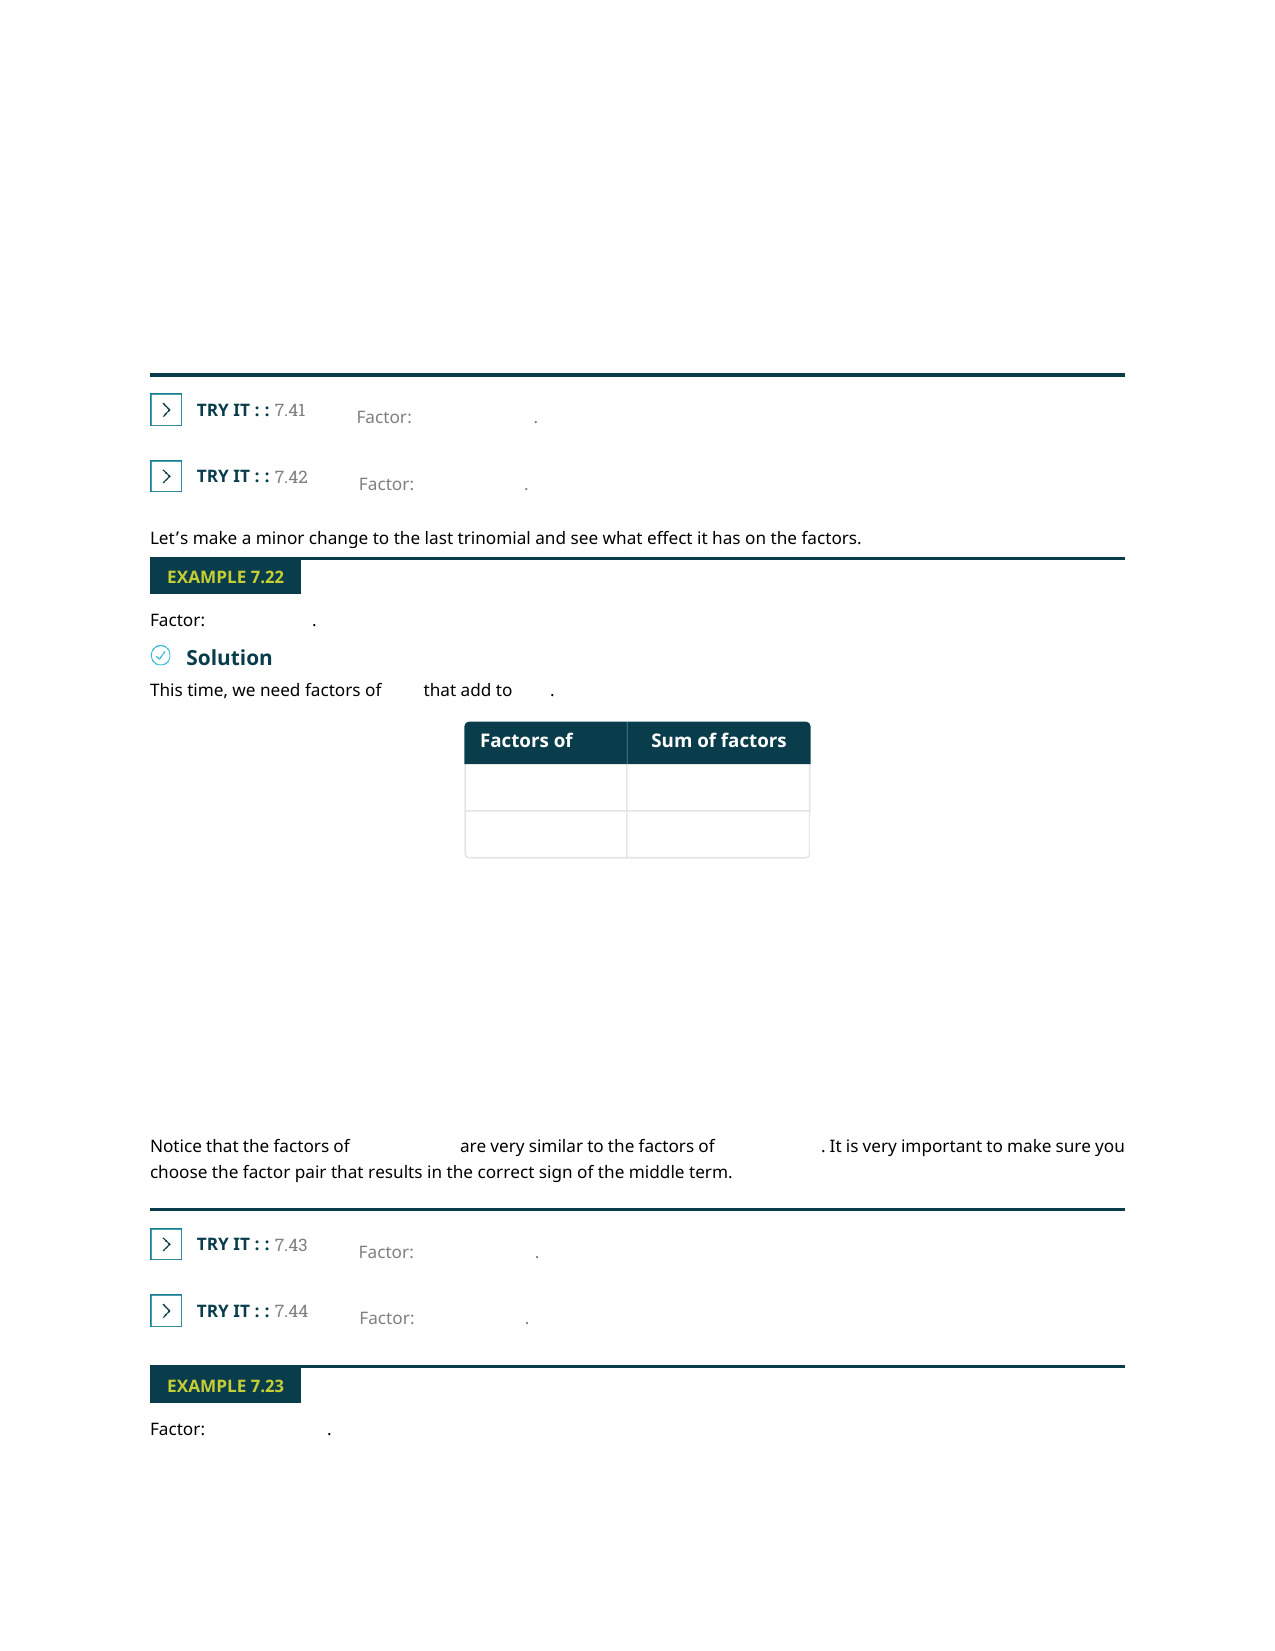 TRY IT : : 7.41 Factor: .
TRY IT : : 7.42 Factor: .
Let’s make a minor change to the last trinomial and see what effect it has on the factors.
EXAMPLE 7.22
Factor: .
Solution
This time, we need factors of that add to .
Factors of Sum of factors
Notice that the factors of are very similar to the factors of . It is very important to make sure you
choose the factor pair that results in the correct sign of the middle term.
TRY IT : : 7.43 Factor: .
TRY IT : : 7.44 Factor: .
EXAMPLE 7.23
Factor: .